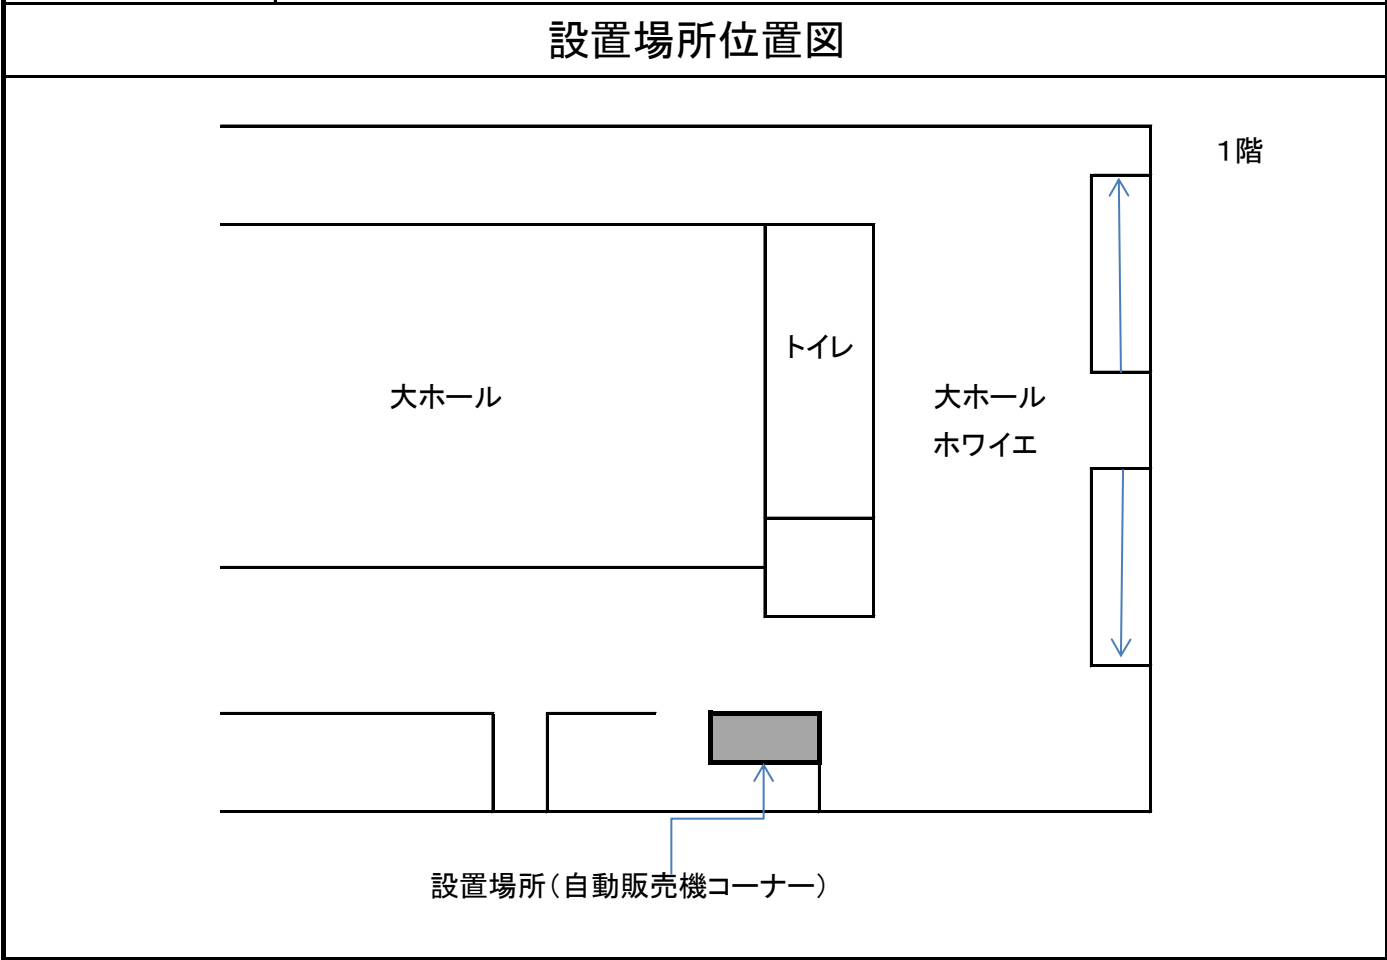 設置場所位置図
1階
トイレ
大ホール
大ホール
ホワイエ
設置場所（自動販売機コーナー）